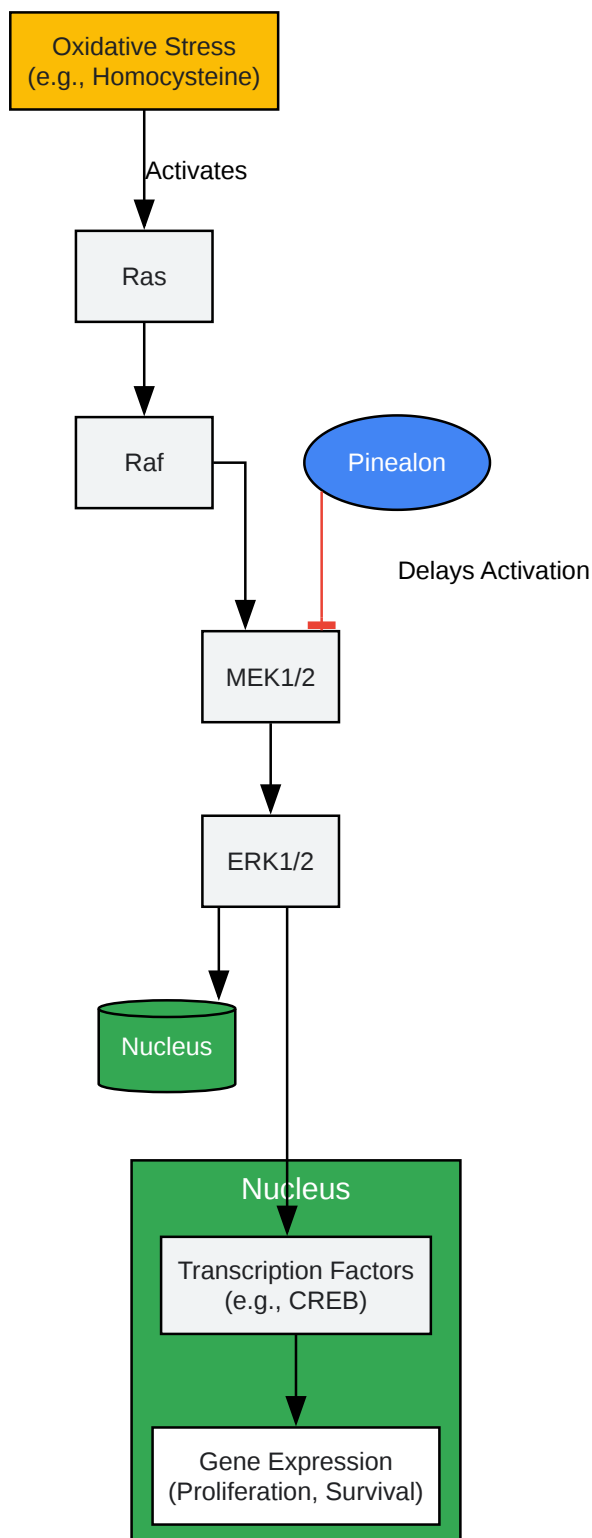 Oxidative Stress
(e.g., Homocysteine)
Activates
Ras
Raf
Pinealon
Delays Activation
MEK1/2
ERK1/2
Nucleus
Nucleus
Transcription Factors
(e.g., CREB)
Gene Expression
(Proliferation, Survival)